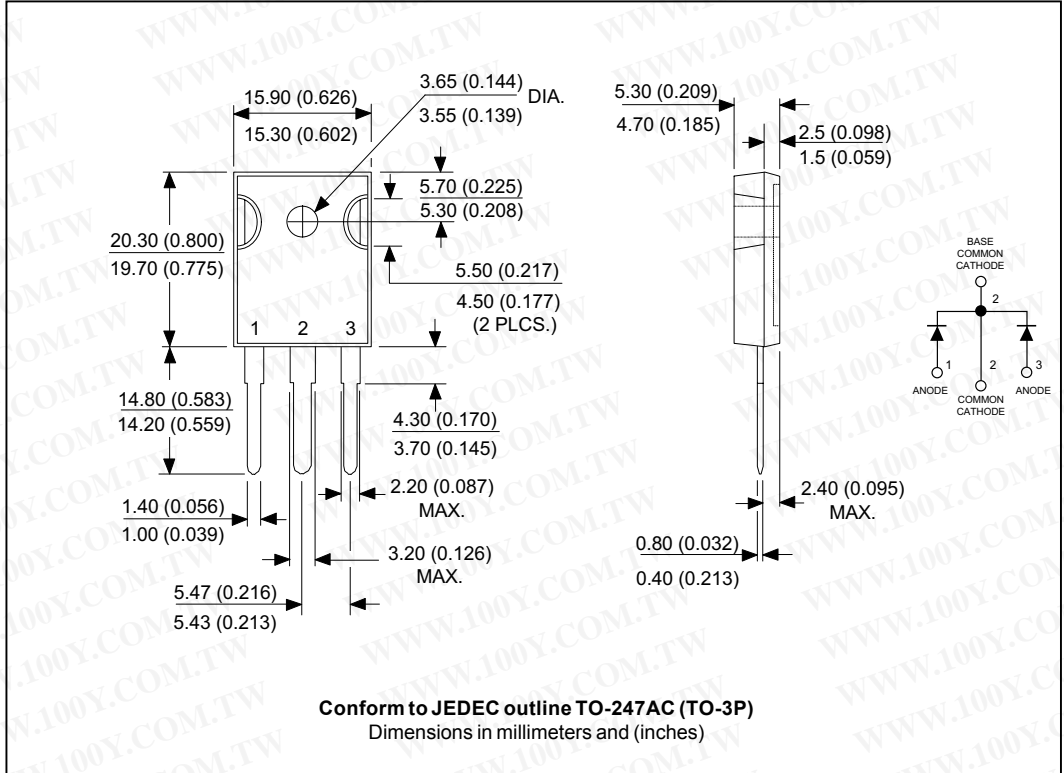 15.90 (0.626)
15.30 (0.602)
3.65 (0.144)
3.55 (0.139)
DIA.
5.70 (0.225)
5.30 (0.208)
20.30 (0.800)
19.70 (0.775)
5.50 (0.217)
4.50 (0.177)
(2 PLCS.)
1 2 3
14.80 (0.583)
14.20 (0.559)
4.30 (0.170)
3.70 (0.145)
2.20 (0.087)
MAX.
1.40 (0.056)
1.00 (0.039)
3.20 (0.126)
MAX.
5.47 (0.216)
5.43 (0.213)
5.30 (0.209)
4.70 (0.185)
2.5 (0.098)
1.5 (0.059)
2.40 (0.095)
MAX.
0.80 (0.032)
0.40 (0.213)
BASE
COMMON
CATHODE
2
1 2 3
ANODE COMMON ANODE
CATHODE
Conform to JEDEC outline TO-247AC (TO-3P)
Dimensions in millimeters and (inches)
WWW.100Y.COM.TW